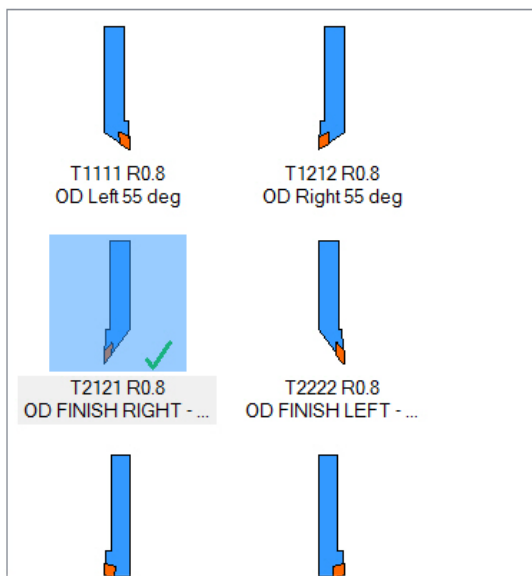 T1111 R0.8
OD Left 55 deg
T1212 R0.8
OD Right 55 deg
T2121 R0.8
OD FINISH RIGHT - ...
T2222 R0.8
OD FINISH LEFT - ...